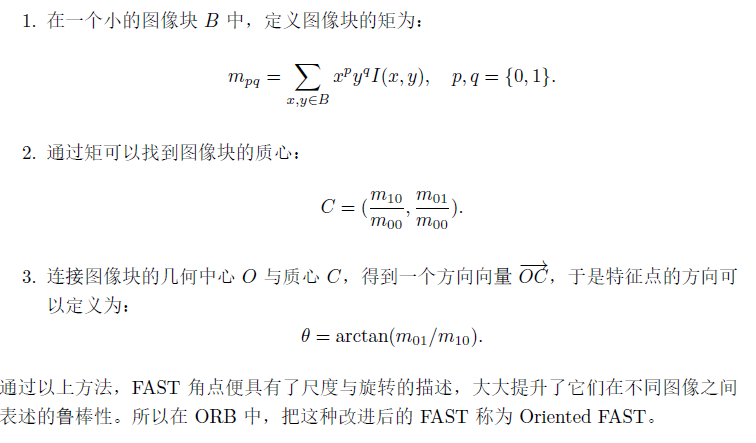 1. 在一个小的图像块 B 中，定义图像块的矩为：
m_{pq} = \sum_{x,y∈B} x^p y^q I(x, y),    p, q = {0, 1}.
2. 通过矩可以找到图像块的质心：
C = (\frac{m_{10}}{m_{00}}, \frac{m_{01}}{m_{00}}).
3. 连接图像块的几何中心 O 与质心 C，得到一个方向向量 \overrightarrow{OC}，于是特征点的方向可
以定义为：
θ = arctan(m_{01}/m_{10}).
通过以上方法，FAST 角点便具有了尺度与旋转的描述，大大提升了它们在不同图像之间
表述的鲁棒性。所以在 ORB 中，把这种改进后的 FAST 称为 Oriented FAST。